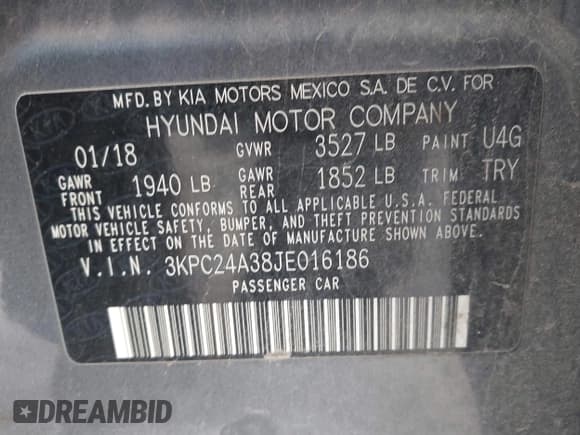 MFD. BY KIA MOTORS MEXICO S.A. DE C.V. FOR
HYUNDAI MOTOR COMPANY
01/18 GVWR 3527 LB PAINT U4G
GAWR FRONT 1940 LB GAWR REAR 1852 LB TRIM TRY
THIS VEHICLE CONFORMS TO ALL APPLICABLE U.S.A. FEDERAL
MOTOR VEHICLE SAFETY, BUMPER, AND THEFT PREVENTION STANDARDS
IN EFFECT ON THE DATE OF MANUFACTURE SHOWN ABOVE.
V.I.N. 3KPC24A38JE016186
PASSENGER CAR
DREAMBID